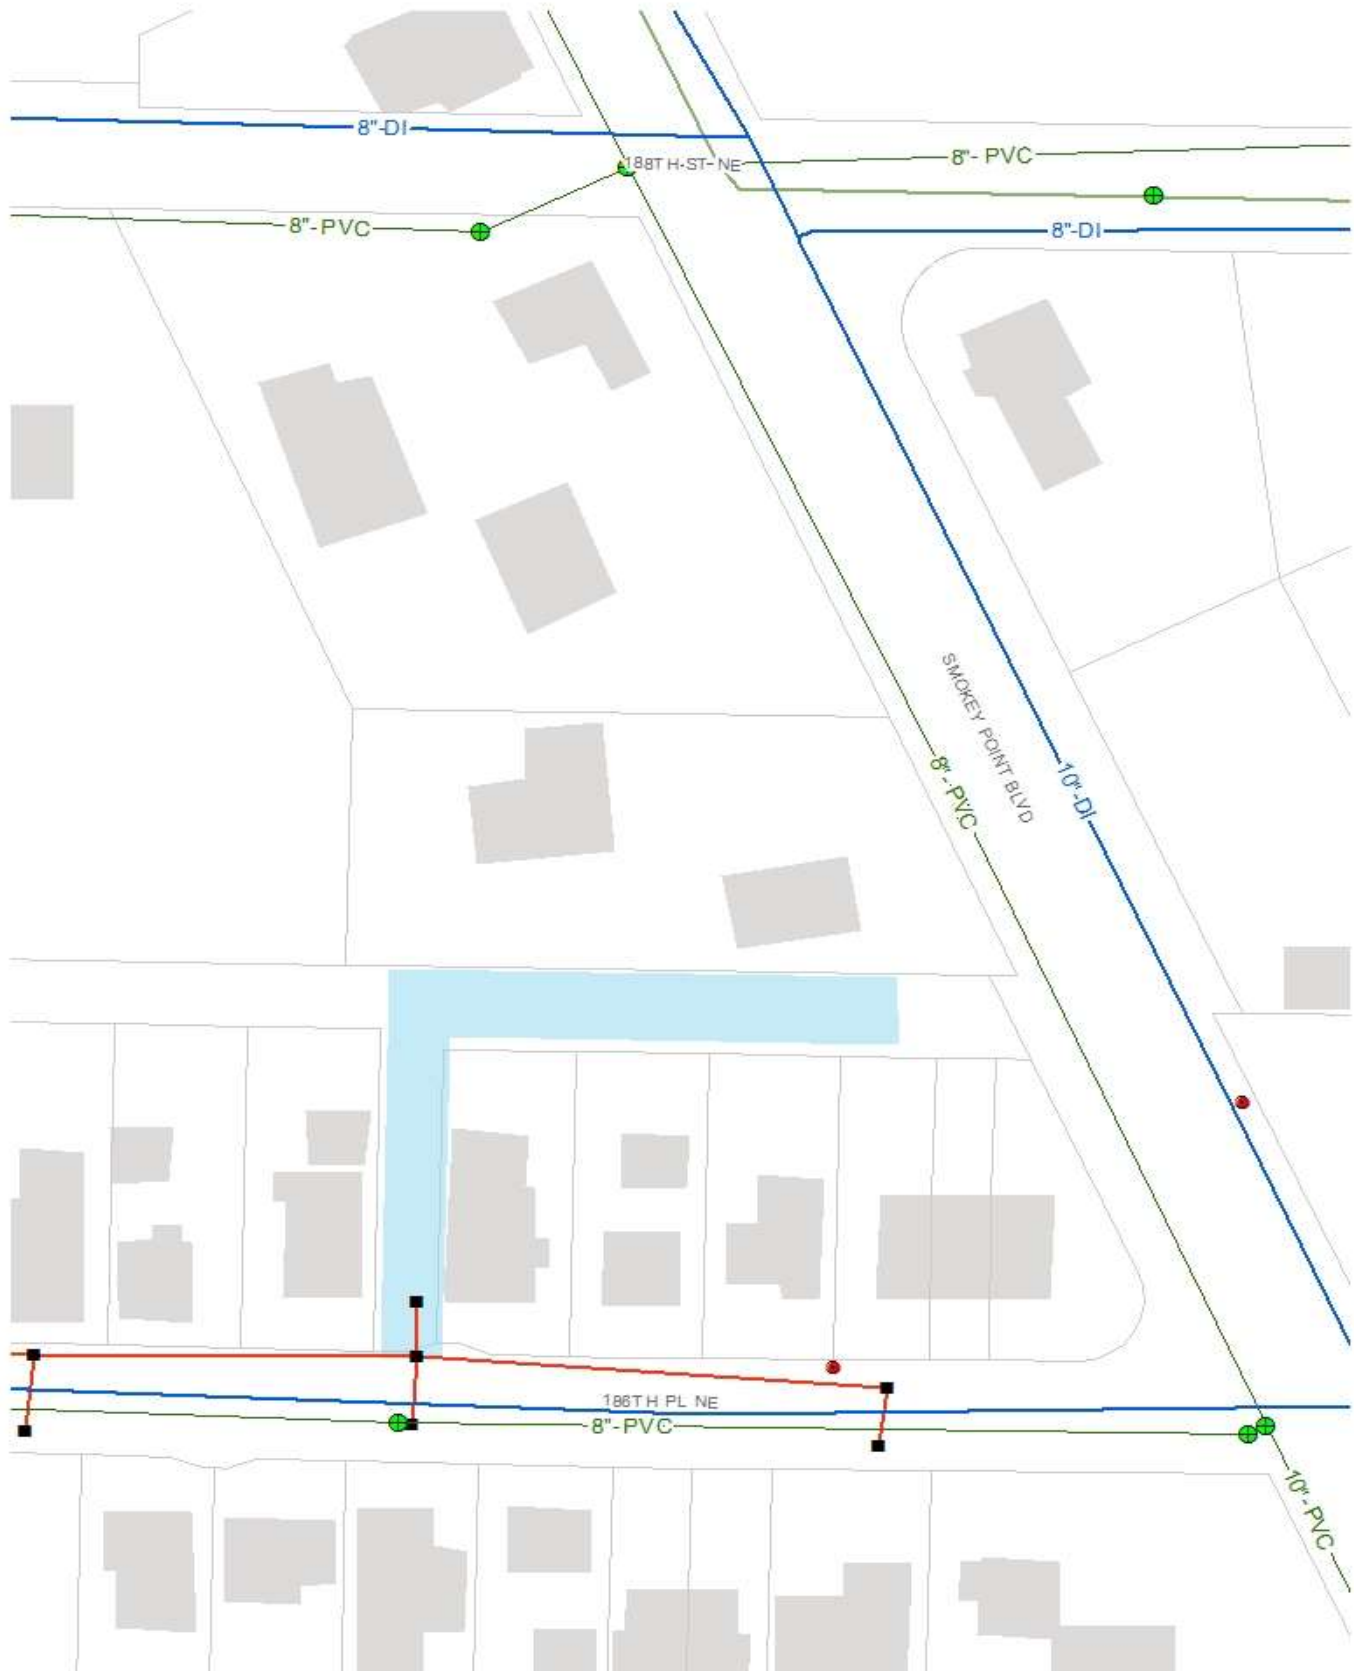 8"-DI
188TH-ST-NE
8"- PVC
8"-PVC
8"-DI
SMOKEY POINT BLVD
8"-PVC
10"-DI
186TH PL NE
8"-PVC
10"-PVC